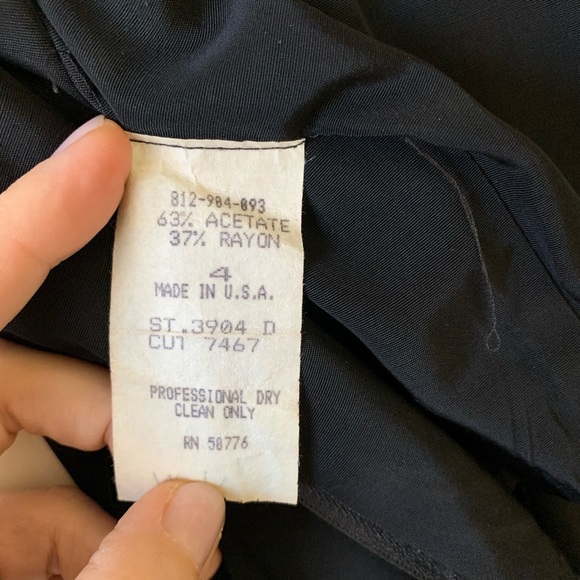 812-904-093
63% ACETATE
37% RAYON
4
MADE IN U.S.A.
ST.3904 D
CUT 7467
PROFESSIONAL DRY
CLEAN ONLY
RN 50776